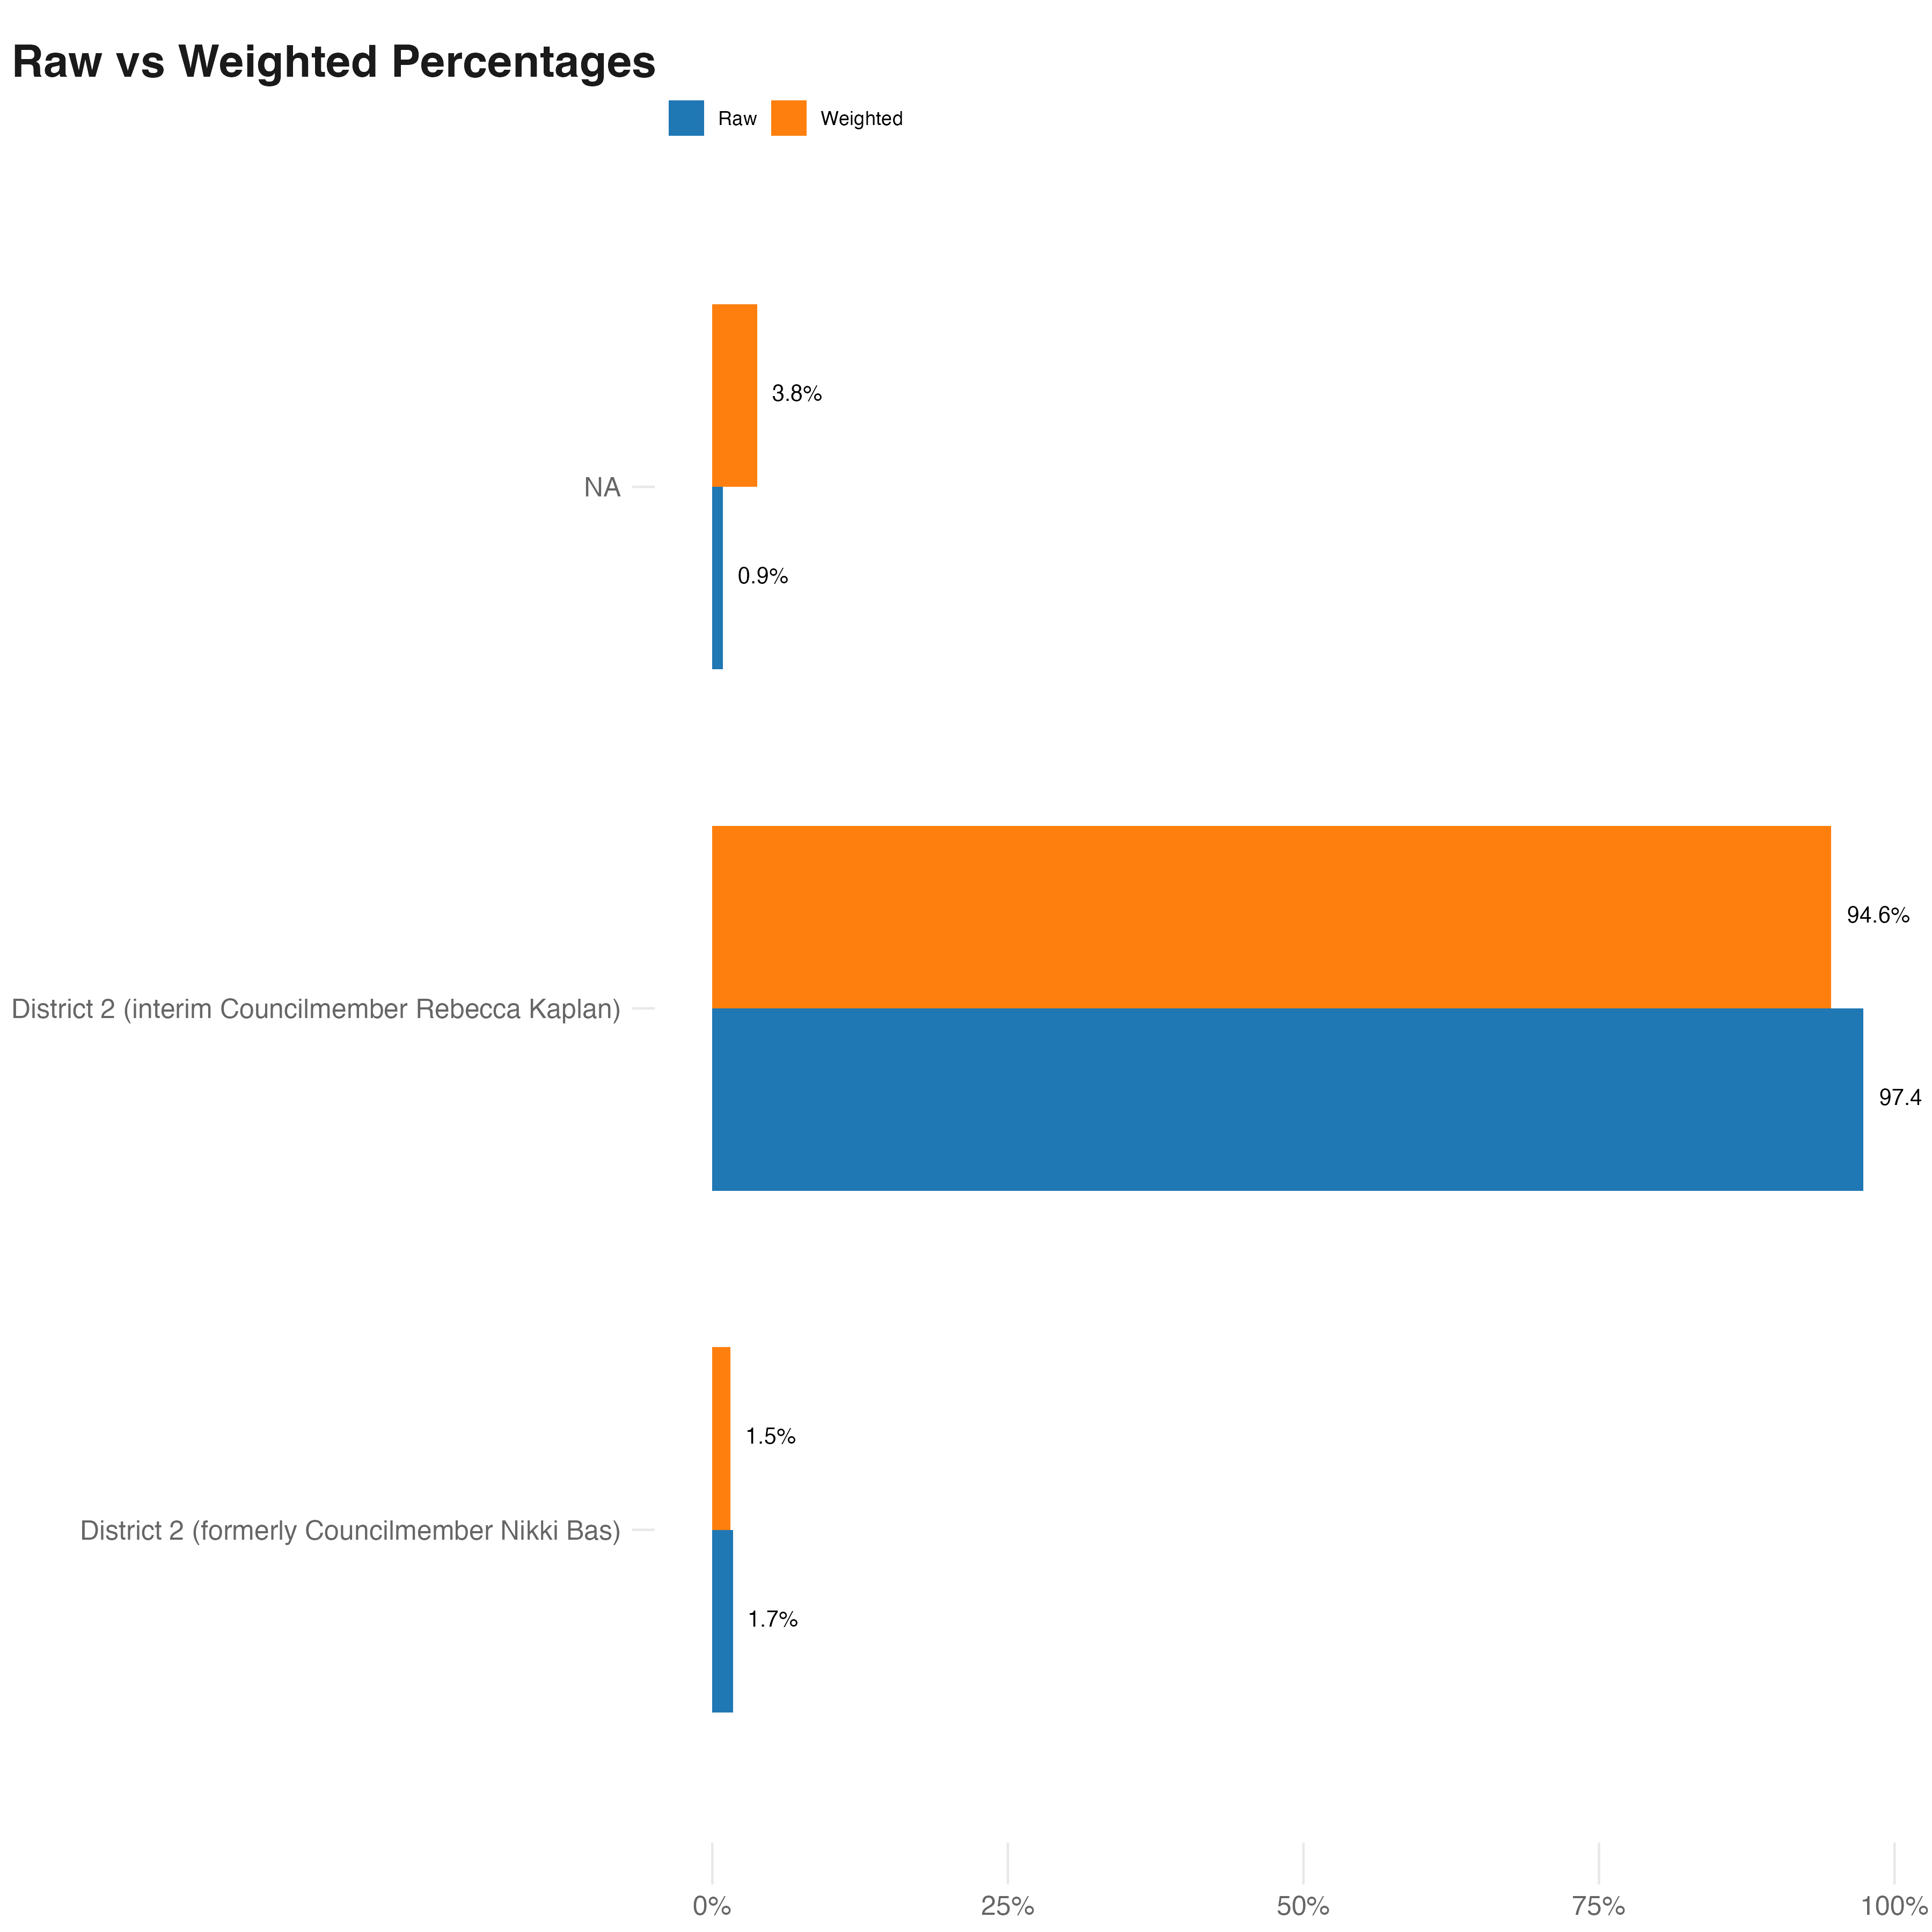 Raw vs Weighted Percentages
Raw Weighted
3.8%
NA
0.9%
94.6%
District 2 (interim Councilmember Rebecca Kaplan)
97.4
1.5%
District 2 (formerly Councilmember Nikki Bas)
1.7%
0% 25% 50% 75% 100%